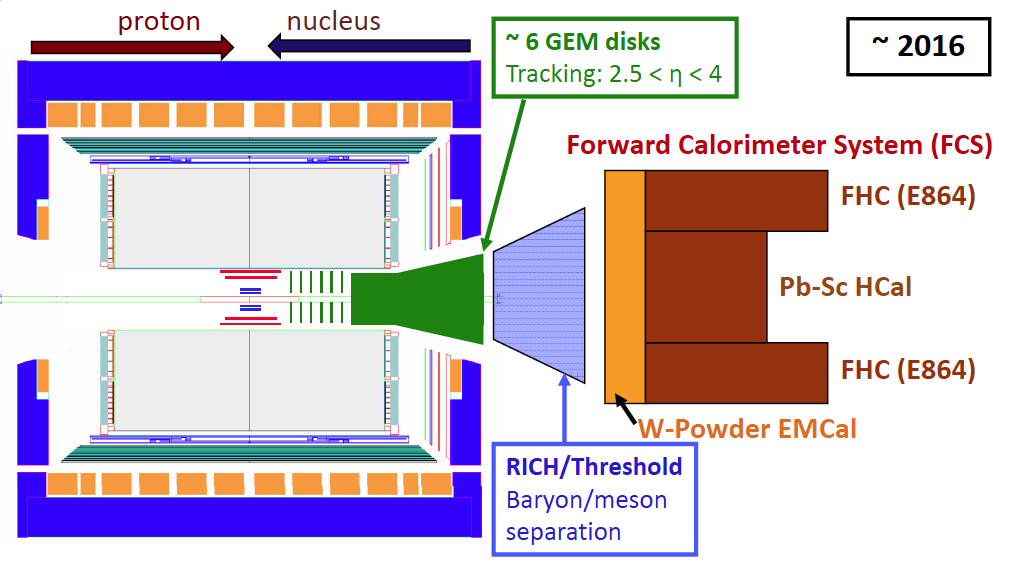 proton
nucleus
~ 6 GEM disks
Tracking: 2.5 < η < 4
~ 2016
Forward Calorimeter System (FCS)
FHC (E864)
Pb-Sc HCal
FHC (E864)
W-Powder EMCal
RICH/Threshold
Baryon/meson
separation